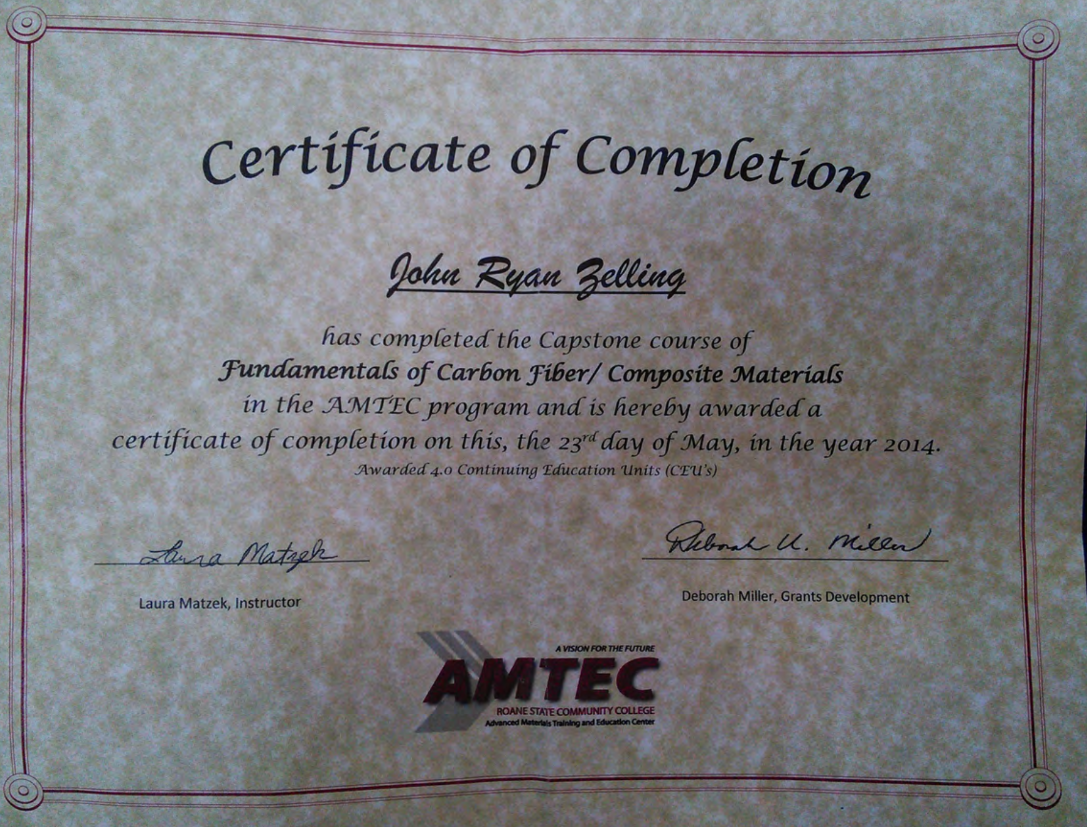 Certificate of Completion
John Ryan Zelling
has completed the Capstone course of
Fundamentals of Carbon Fiber/ Composite Materials
in the AMTEC program and is hereby awarded a
certificate of completion on this, the 23rd day of May, in the year 2014.
Awarded 4.0 Continuing Education Units (CEU's)
Laura Matzek
Deborah U. Miller
Laura Matzek, Instructor
Deborah Miller, Grants Development
A VISION FOR THE FUTURE
AMTEC
ROANE STATE COMMUNITY COLLEGE
Advanced Materials Training and Education Center